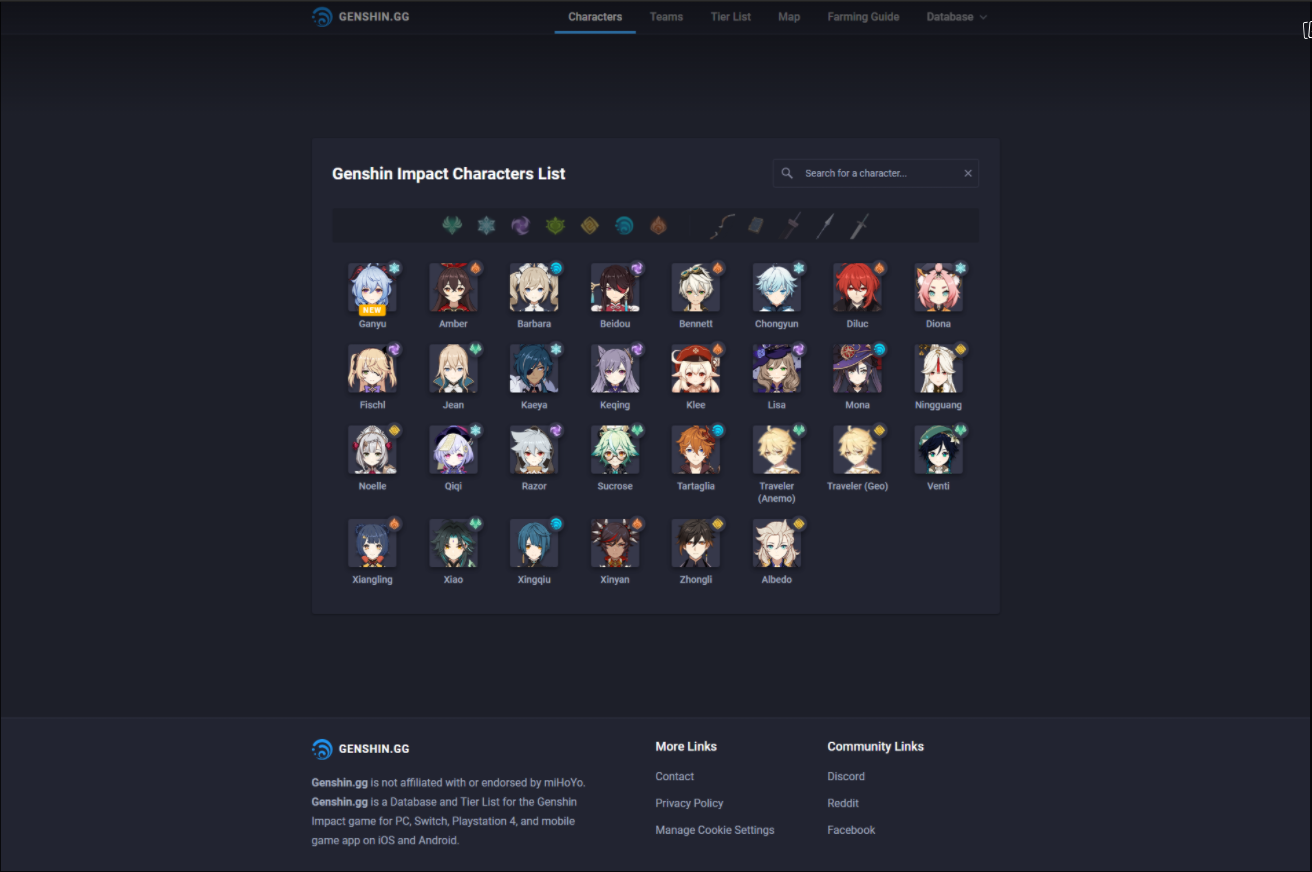 GENSHIN.GG
Characters
Teams
Tier List
Map
Farming Guide
Database
Genshin Impact Characters List
Search for a character...
NEW
Ganyu
Amber
Barbara
Beidou
Bennett
Chongyun
Diluc
Diona
Fischl
Jean
Kaeya
Keqing
Klee
Lisa
Mona
Ningguang
Noelle
Qiqi
Razor
Sucrose
Tartaglia
Traveler
(Anemo)
Traveler (Geo)
Venti
Xiangling
Xiao
Xingqiu
Xinyan
Zhongli
Albedo
GENSHIN.GG
Genshin.gg is not affiliated with or endorsed by miHoYo.
Genshin.gg is a Database and Tier List for the Genshin
Impact game for PC, Switch, Playstation 4, and mobile
game app on iOS and Android.
More Links
Contact
Privacy Policy
Manage Cookie Settings
Community Links
Discord
Reddit
Facebook